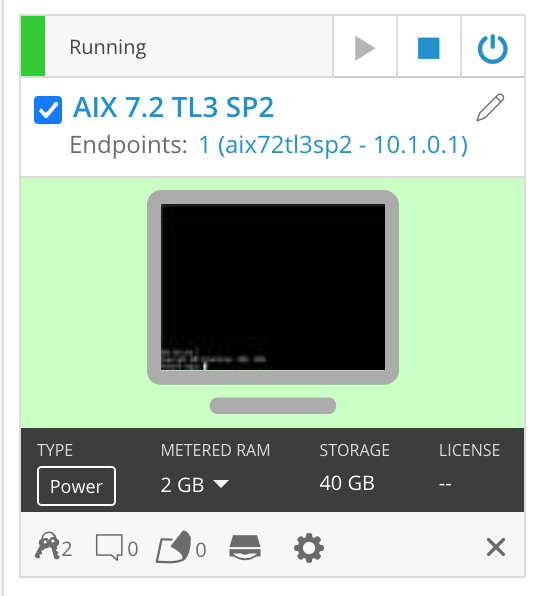 Running
AIX 7.2 TL3 SP2
Endpoints: 1 (aix72tl3sp2 - 10.1.0.1)
TYPE METERED RAM STORAGE LICENSE
Power 2 GB 40 GB --
2 0 0